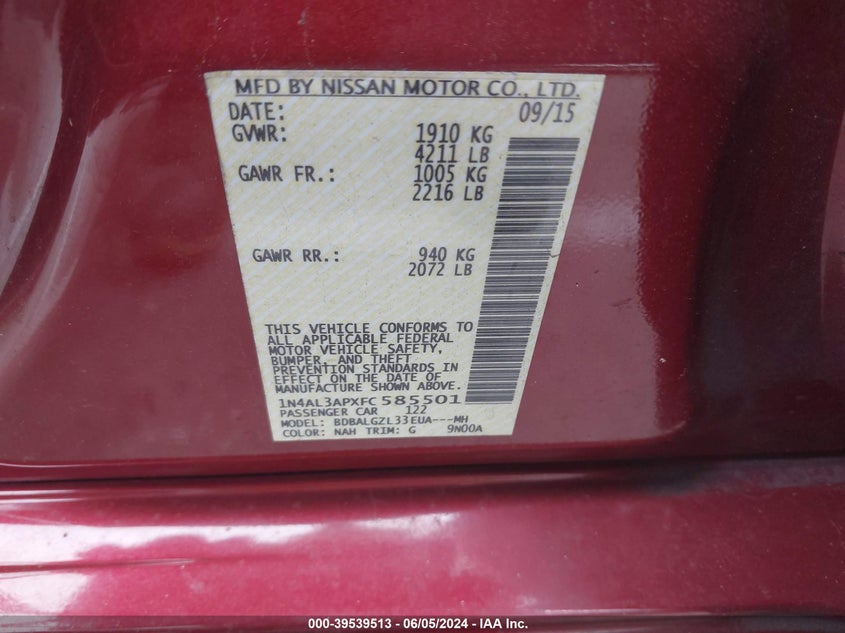 MFD BY NISSAN MOTOR CO., LTD.
DATE: 09/15
GVWR: 1910 KG
4211 LB
GAWR FR.: 1005 KG
2216 LB
GAWR RR.: 940 KG
2072 LB
THIS VEHICLE CONFORMS TO
ALL APPLICABLE FEDERAL
MOTOR VEHICLE SAFETY,
BUMPER, AND THEFT
PREVENTION STANDARDS IN
EFFECT ON THE DATE OF
MANUFACTURE SHOWN ABOVE.
1N4AL3APXFC585501
PASSENGER CAR 122
MODEL: BDBALGZL33EUA---MH
COLOR: NAH TRIM: G 9N00A
000-39539513 - 06/05/2024 - IAA Inc.